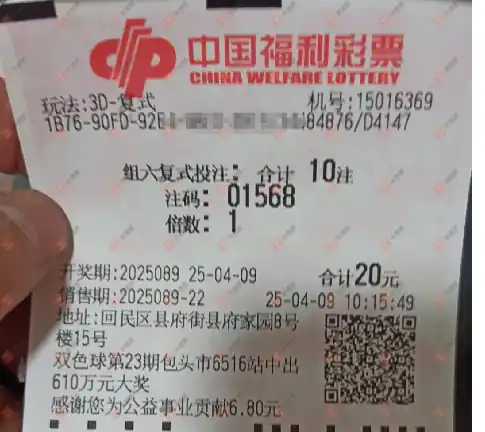 中国福利彩票
CHINA WELFARE LOTTERY
玩法:3D-复式 机号:15016369
1B76-90FD-92E 84876/D4147
组六复式投注: 合计 10注
注码: 01568
倍数: 1
开奖期:2025089 25-04-09 合计20元
销售期:2025089-22 25-04-09 10:15:49
地址:回民区县府街县府家园8号
楼15号
双色球第23期包头市6516站中出
610万元大奖
感谢您为公益事业贡献6.80元